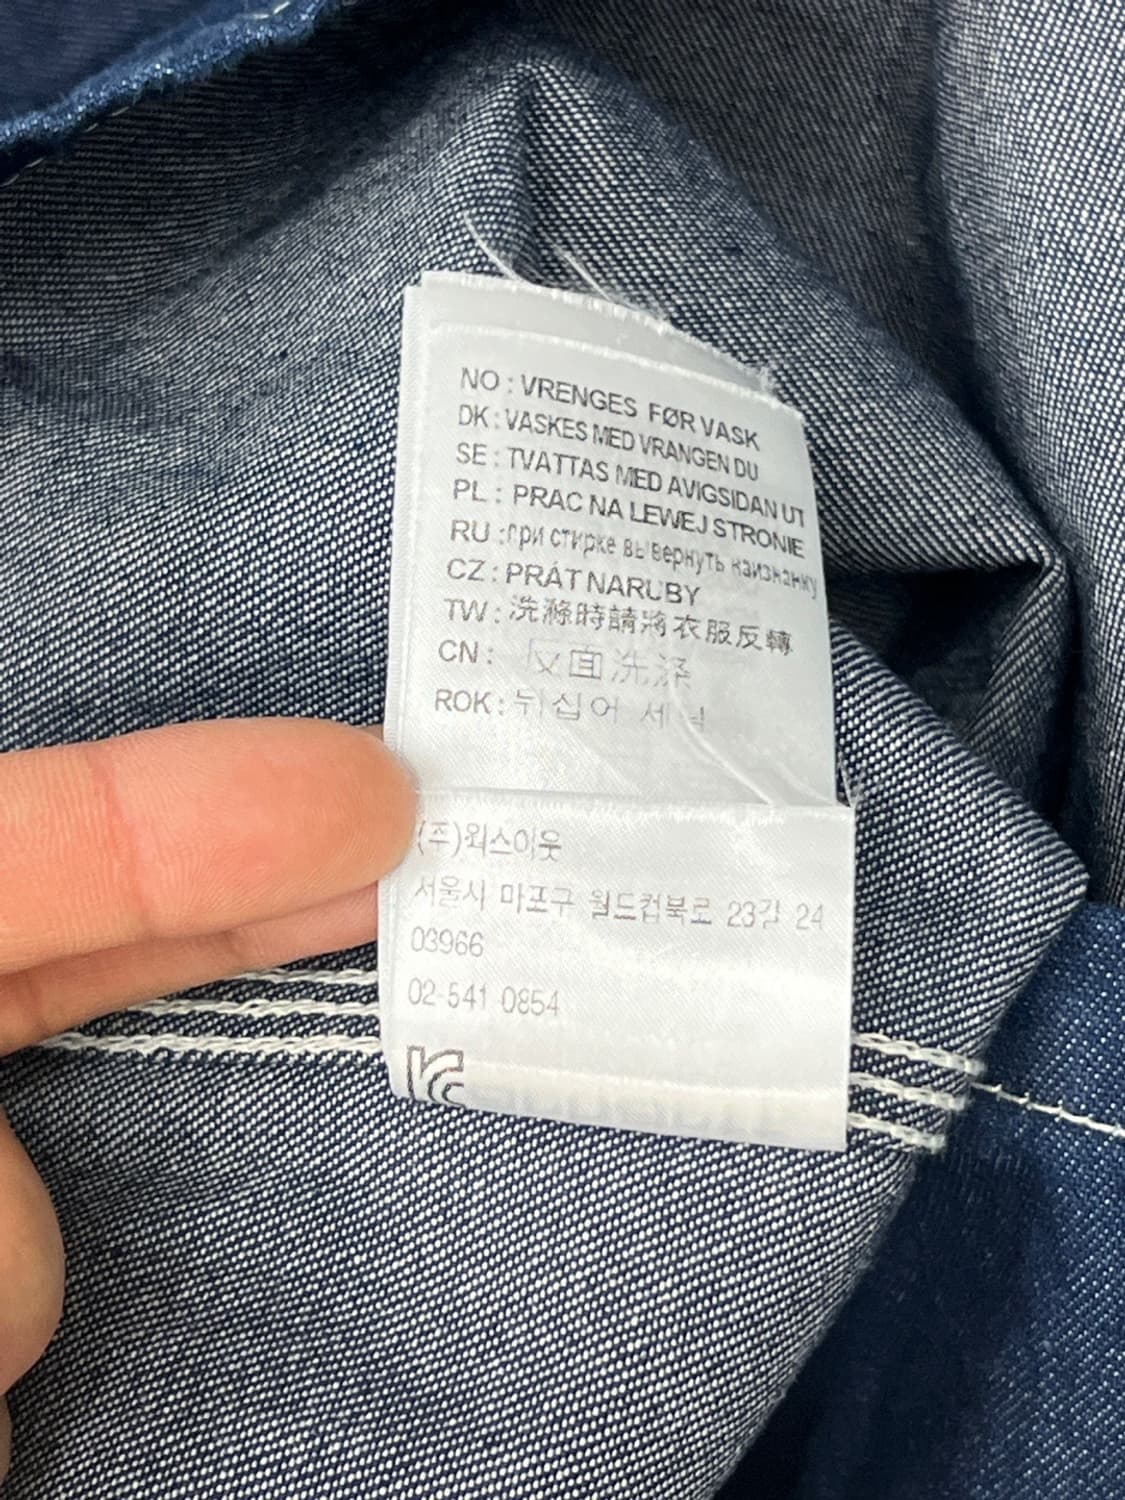 NO : VRENGES FØR VASK
DK : VASKES MED VRANGEN DU
SE : TVATTAS MED AVIGSIDAN UT
PL : PRAC NA LEWEJ STRONIE
RU :при стирке вывернуть наизнанку
CZ : PRÁT NARUBY
TW : 洗滌時請將衣服反轉
CN : 反面洗涤
ROK : 뒤십어 세
(주)웍스이웃
서울시 마포구 월드컵북로 23길 24
03966
02-541 0854